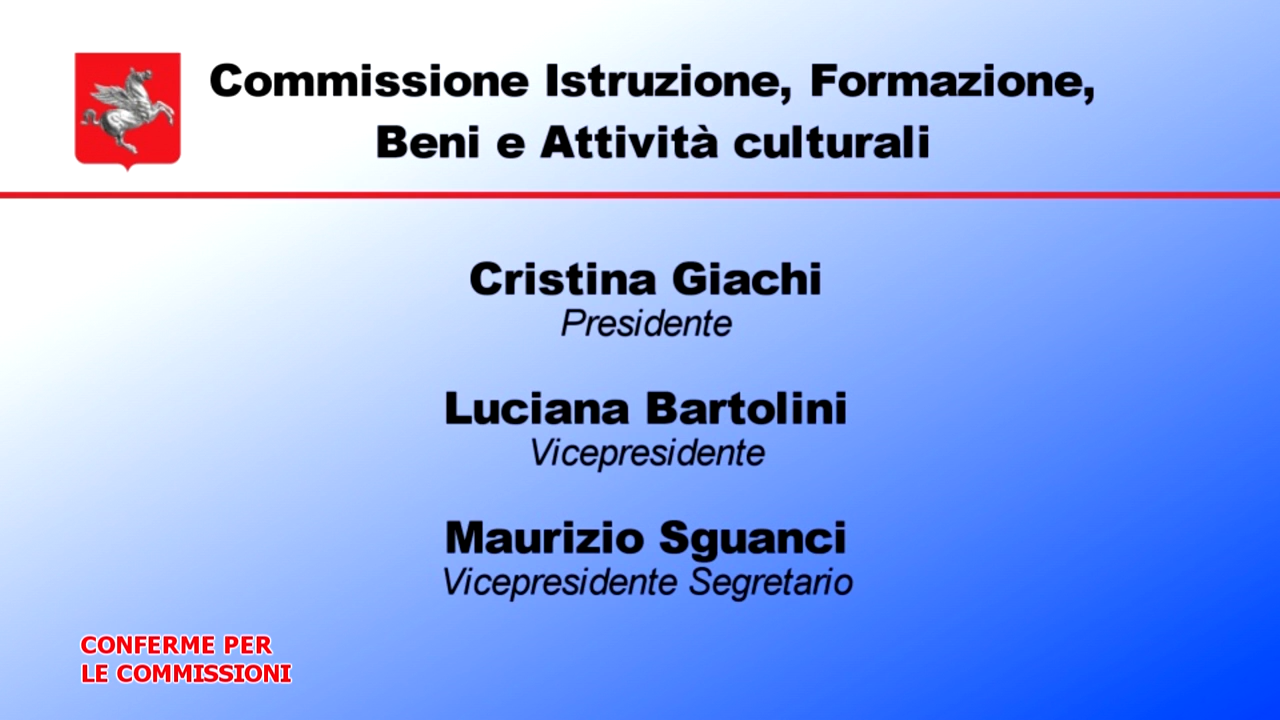 Commissione Istruzione, Formazione,
Beni e Attività culturali
Cristina Giachi
Presidente
Luciana Bartolini
Vicepresidente
Maurizio Sguanci
Vicepresidente Segretario
CONFERME PER
LE COMMISSIONI